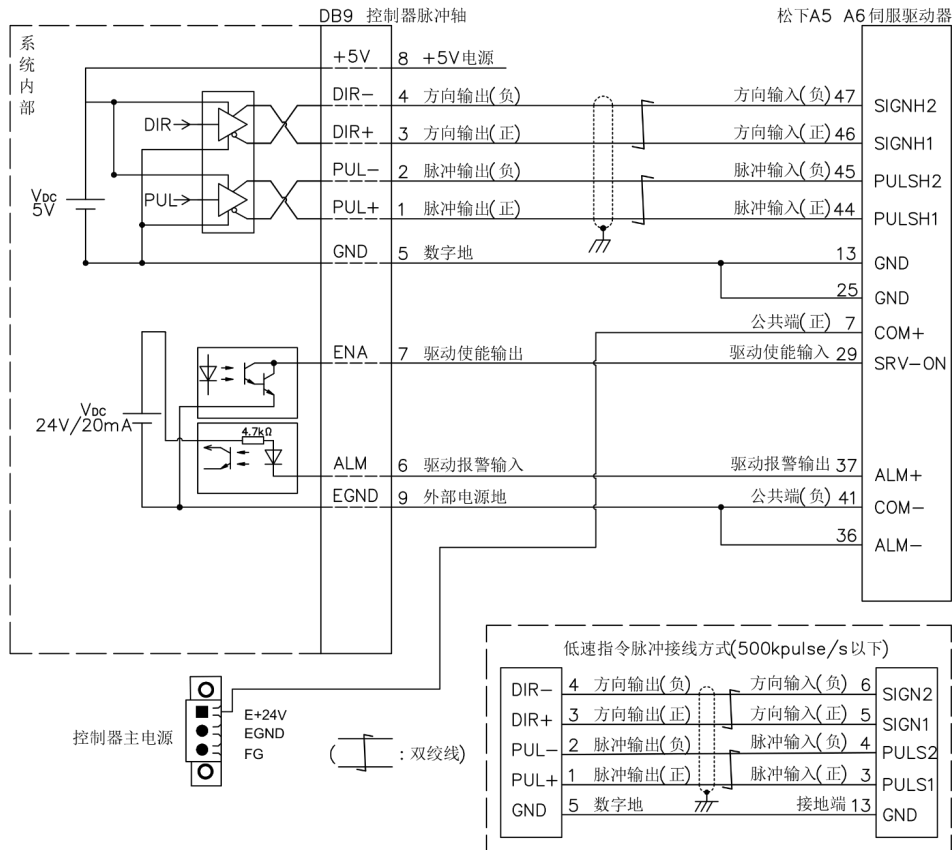 DB9 控制器脉冲轴
松下A5 A6伺服驱动器
系统内部
+5V 8 +5V电源
DIR- 4 方向输出(负) 方向输入(负) 47 SIGNH2
DIR
DIR+ 3 方向输出(正) 方向输入(正) 46 SIGNH1
PUL- 2 脉冲输出(负) 脉冲输入(负) 45 PULSH2
VDC
5V
PUL
PUL+ 1 脉冲输出(正) 脉冲输入(正) 44 PULSH1
GND 5 数字地 13 GND
25 GND
公共端(正) 7 COM+
ENA 7 驱动使能输出 驱动使能输入 29 SRV-ON
VDC
24V/20mA
4.7kΩ
ALM 6 驱动报警输入 驱动报警输出 37 ALM+
EGND 9 外部电源地 公共端(负) 41 COM-
36 ALM-
控制器主电源
E+24V
EGND
FG
( : 双绞线)
低速指令脉冲接线方式(500kpulse/s以下)
DIR- 4 方向输出(负) 方向输入(负) 6 SIGN2
DIR+ 3 方向输出(正) 方向输入(正) 5 SIGN1
PUL- 2 脉冲输出(负) 脉冲输入(负) 4 PULS2
PUL+ 1 脉冲输出(正) 脉冲输入(正) 3 PULS1
GND 5 数字地 接地端 13 GND